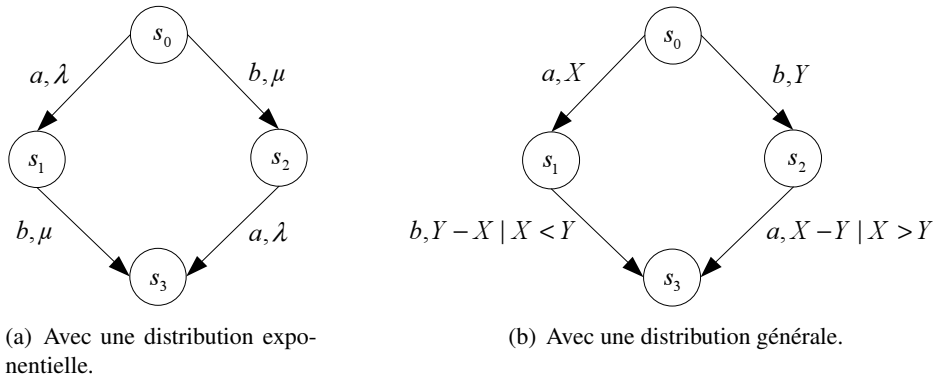 s0
s0
a, λ
b, μ
a, X
b, Y
s1
s2
s1
s2
b, μ
a, λ
b, Y − X | X < Y
a, X − Y | X > Y
s3
s3
(a) Avec une distribution expo-
nentielle.
(b) Avec une distribution générale.